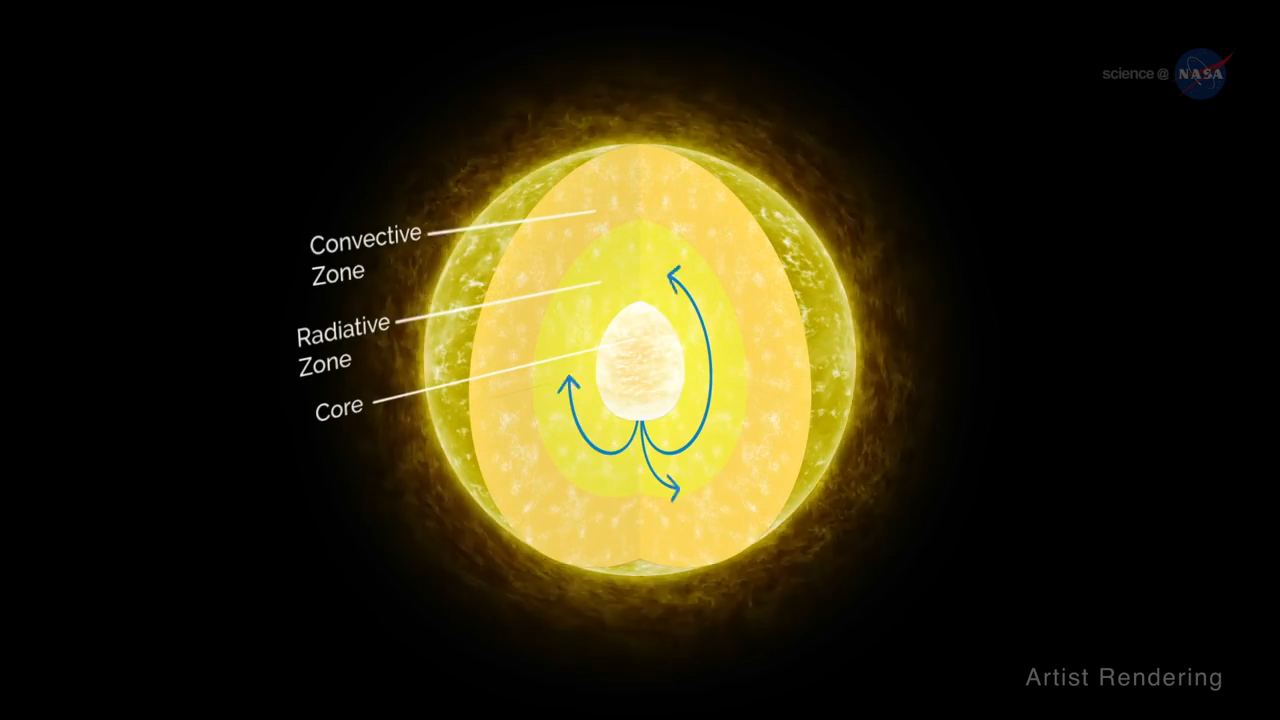 science @ NASA
Convective
Zone
Radiative
Zone
Core
Artist Rendering